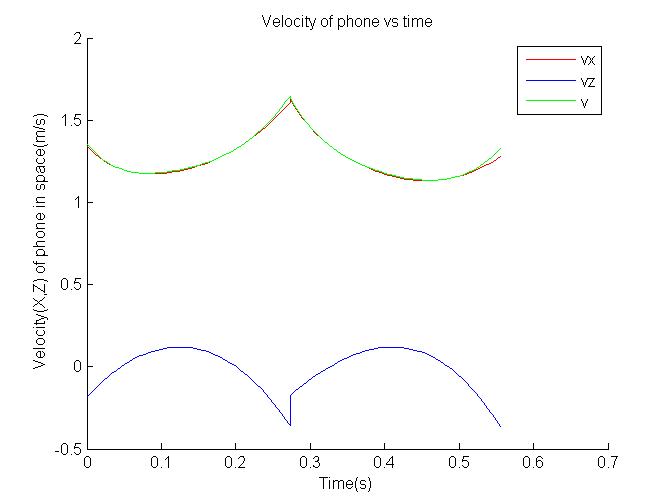 Velocity of phone vs time
VX
VZ
V
Velocity(X,Z) of phone in space(m/s)
2
1.5
1
0.5
0
-0.5
0 0.1 0.2 0.3 0.4 0.5 0.6 0.7
Time(s)